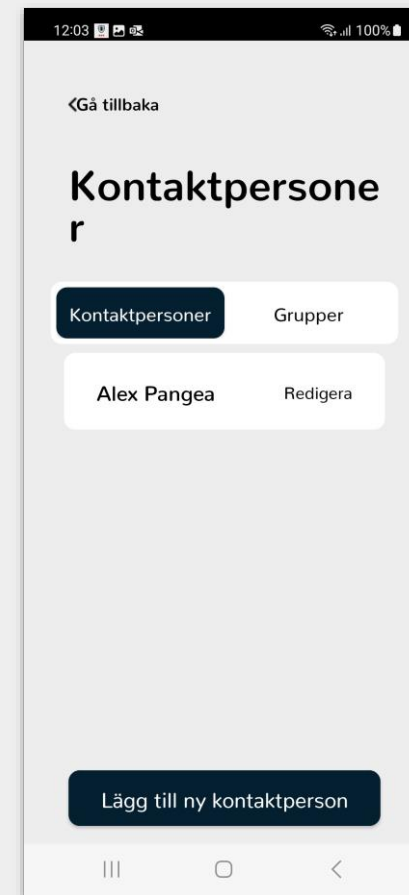 12:03 100%
Gå tillbaka
Kontaktpersone
r
Kontaktpersoner Grupper
Alex Pangea Redigera
Lägg till ny kontaktperson